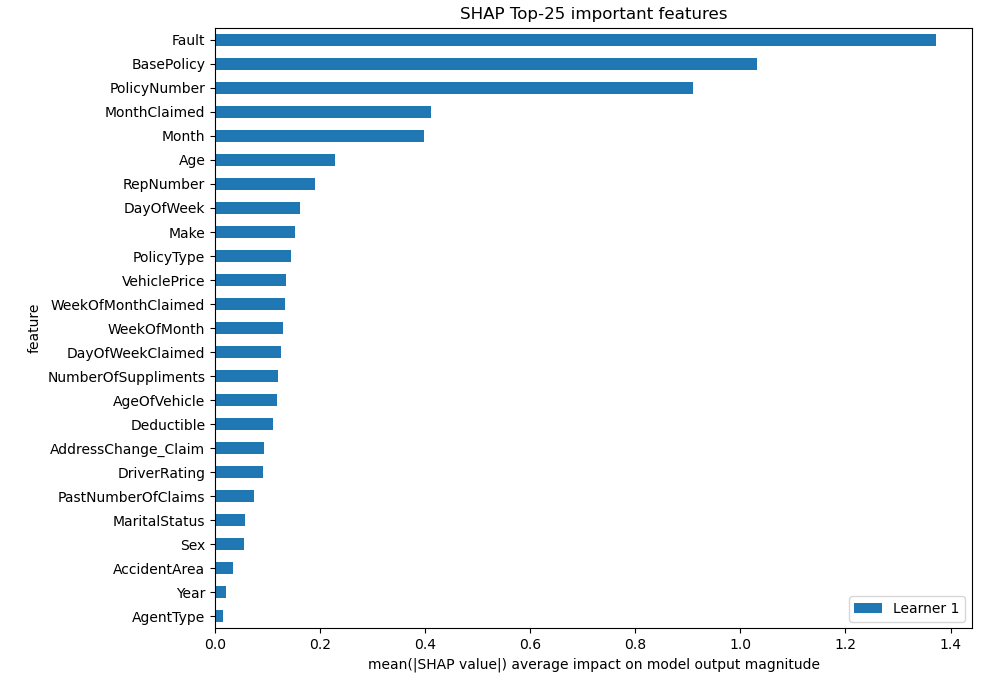 SHAP Top-25 important features
Fault
BasePolicy
PolicyNumber
MonthClaimed
Month
Age
RepNumber
DayOfWeek
Make
PolicyType
VehiclePrice
WeekOfMonthClaimed
WeekOfMonth
DayOfWeekClaimed
NumberOfSuppliments
AgeOfVehicle
Deductible
AddressChange_Claim
DriverRating
PastNumberOfClaims
MaritalStatus
Sex
AccidentArea
Year
AgentType
feature
Learner 1
0.0 0.2 0.4 0.6 0.8 1.0 1.2 1.4
mean(|SHAP value|) average impact on model output magnitude